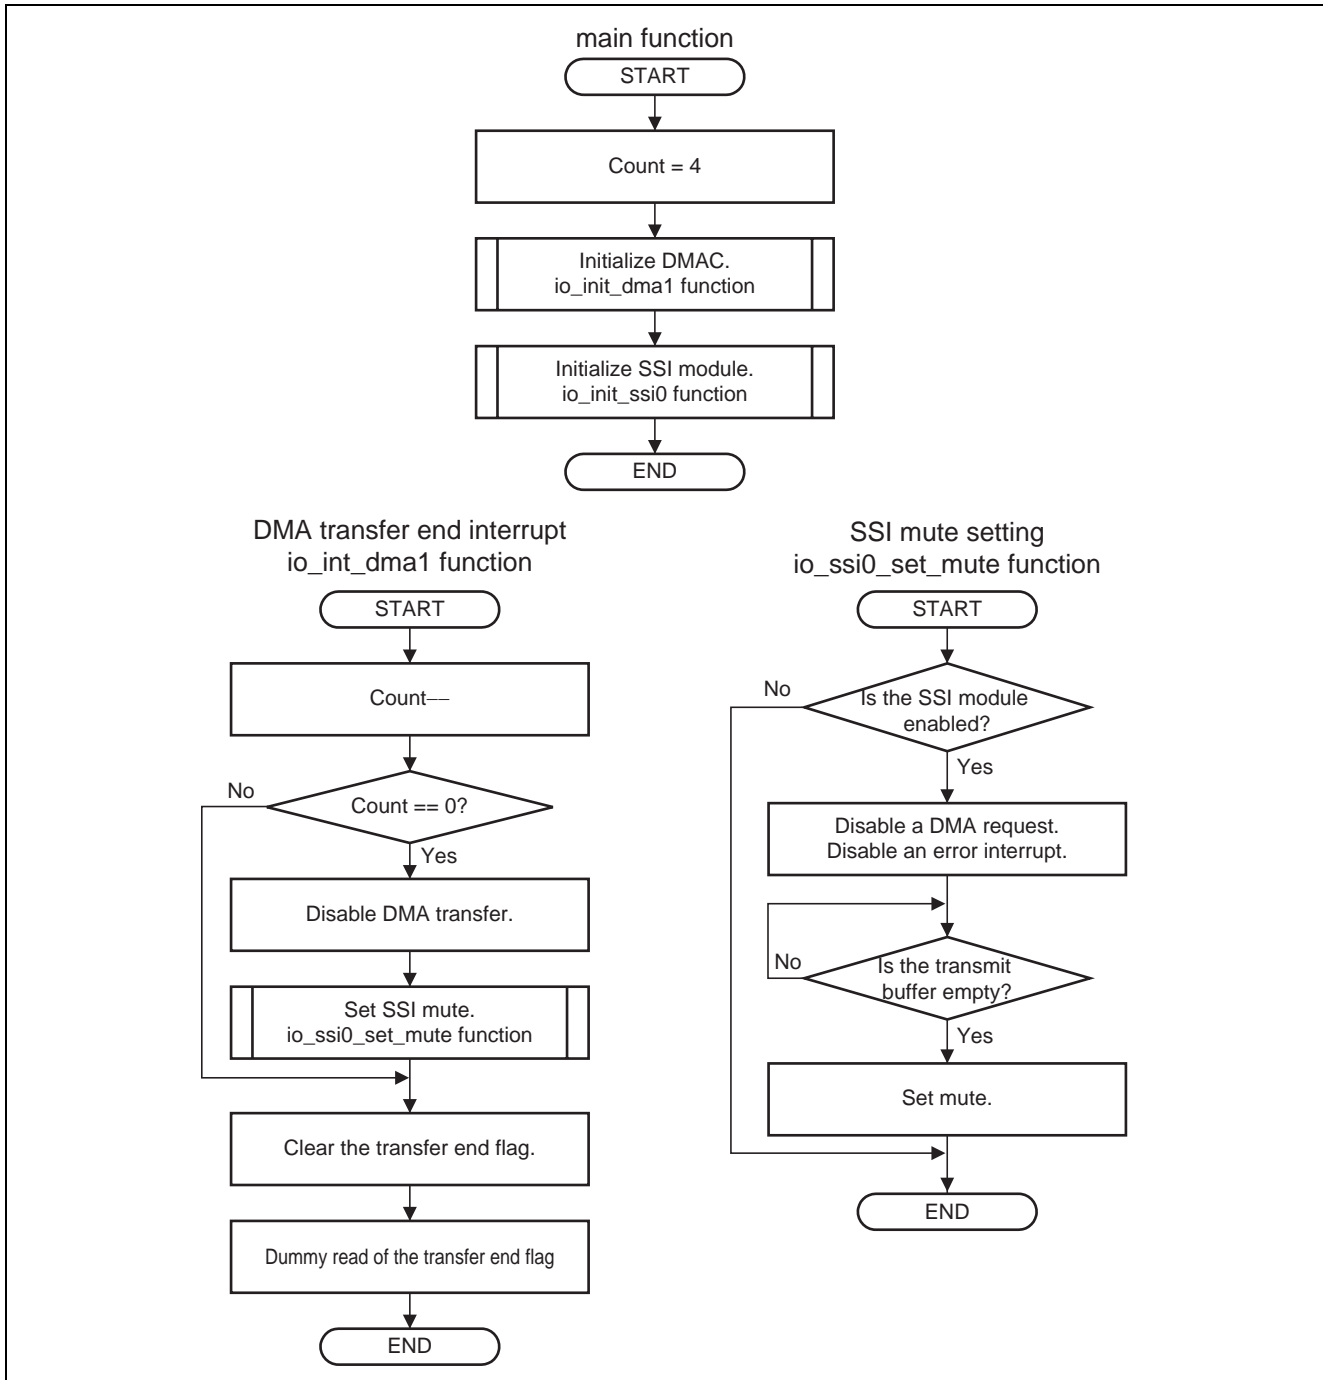 main function
START
Count = 4
Initialize DMAC.
io_init_dma1 function
Initialize SSI module.
io_init_ssi0 function
END
DMA transfer end interrupt
io_int_dma1 function
START
Count--
Count == 0?
No
Yes
Disable DMA transfer.
Set SSI mute.
io_ssi0_set_mute function
Clear the transfer end flag.
Dummy read of the transfer end flag
END
SSI mute setting
io_ssi0_set_mute function
START
No
Is the SSI module
enabled?
Yes
Disable a DMA request.
Disable an error interrupt.
No
Is the transmit
buffer empty?
Yes
Set mute.
END